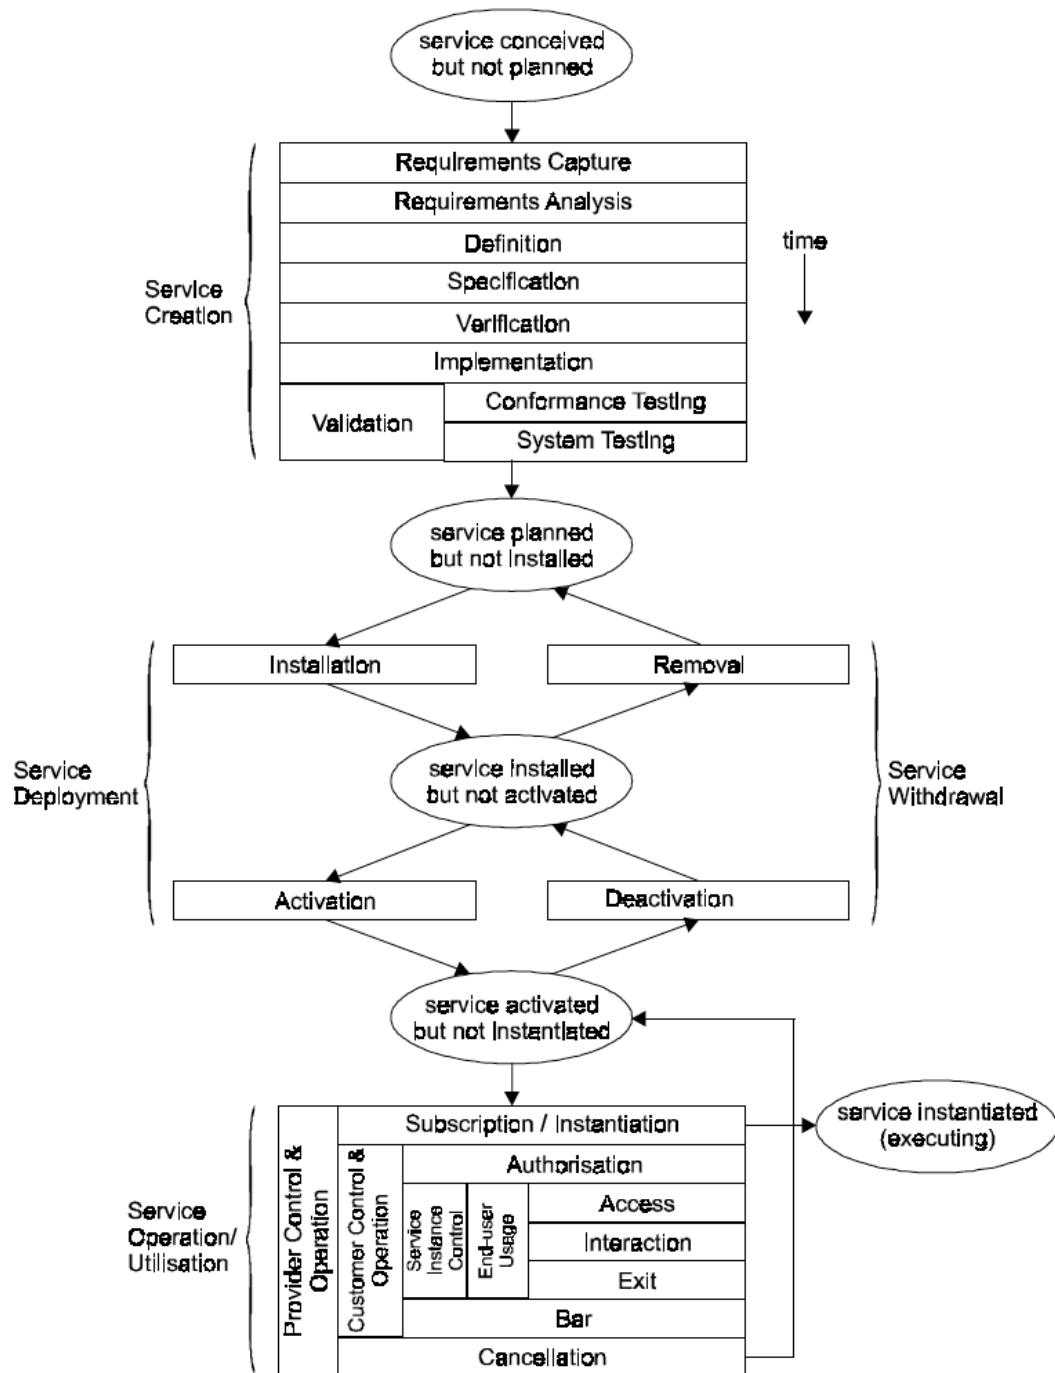 service conceived
but not planned
Requirements Capture
Requirements Analysis
Definition
time
Specification
Service
Creation
Verification
Implementation
Validation
Conformance Testing
System Testing
service planned
but not installed
Installation
Removal
Service
Deployment
service installed
but not activated
Service
Withdrawal
Activation
Deactivation
service activated
but not instantiated
Subscription / Instantiation
service instantiated
(executing)
Provider Control &
Operation
Customer Control &
Operation
Authorisation
Service
Instance
Control
End-user
Usage
Access
Service
Operation/
Utilisation
Interaction
Exit
Bar
Cancellation